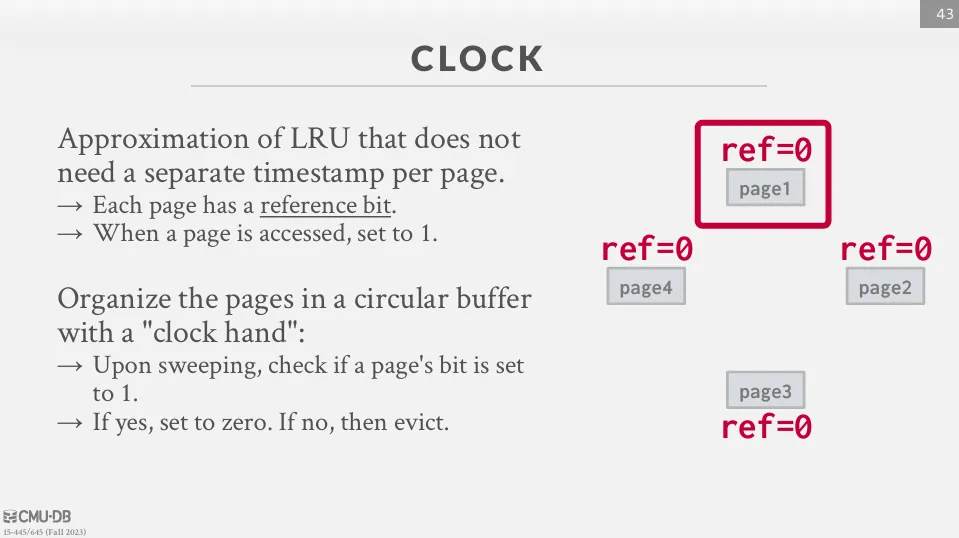 43
CLOCK
Approximation of LRU that does not
need a separate timestamp per page.
→ Each page has a reference bit.
→ When a page is accessed, set to 1.
Organize the pages in a circular buffer
with a "clock hand":
→ Upon sweeping, check if a page's bit is set
to 1.
→ If yes, set to zero. If no, then evict.
ref=0
page1
ref=0
page4
ref=0
page2
page3
ref=0
CMU·DB
15-445/645 (Fall 2023)